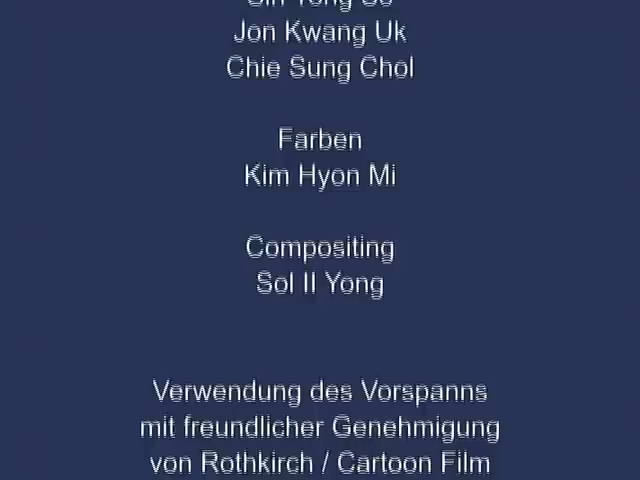 Jon Kwang Uk
Chie Sung Chol
Farben
Kim Hyon Mi
Compositing
Sol Il Yong
Verwendung des Vorspanns
mit freundlicher Genehmigung
von Rothkirch / Cartoon Film